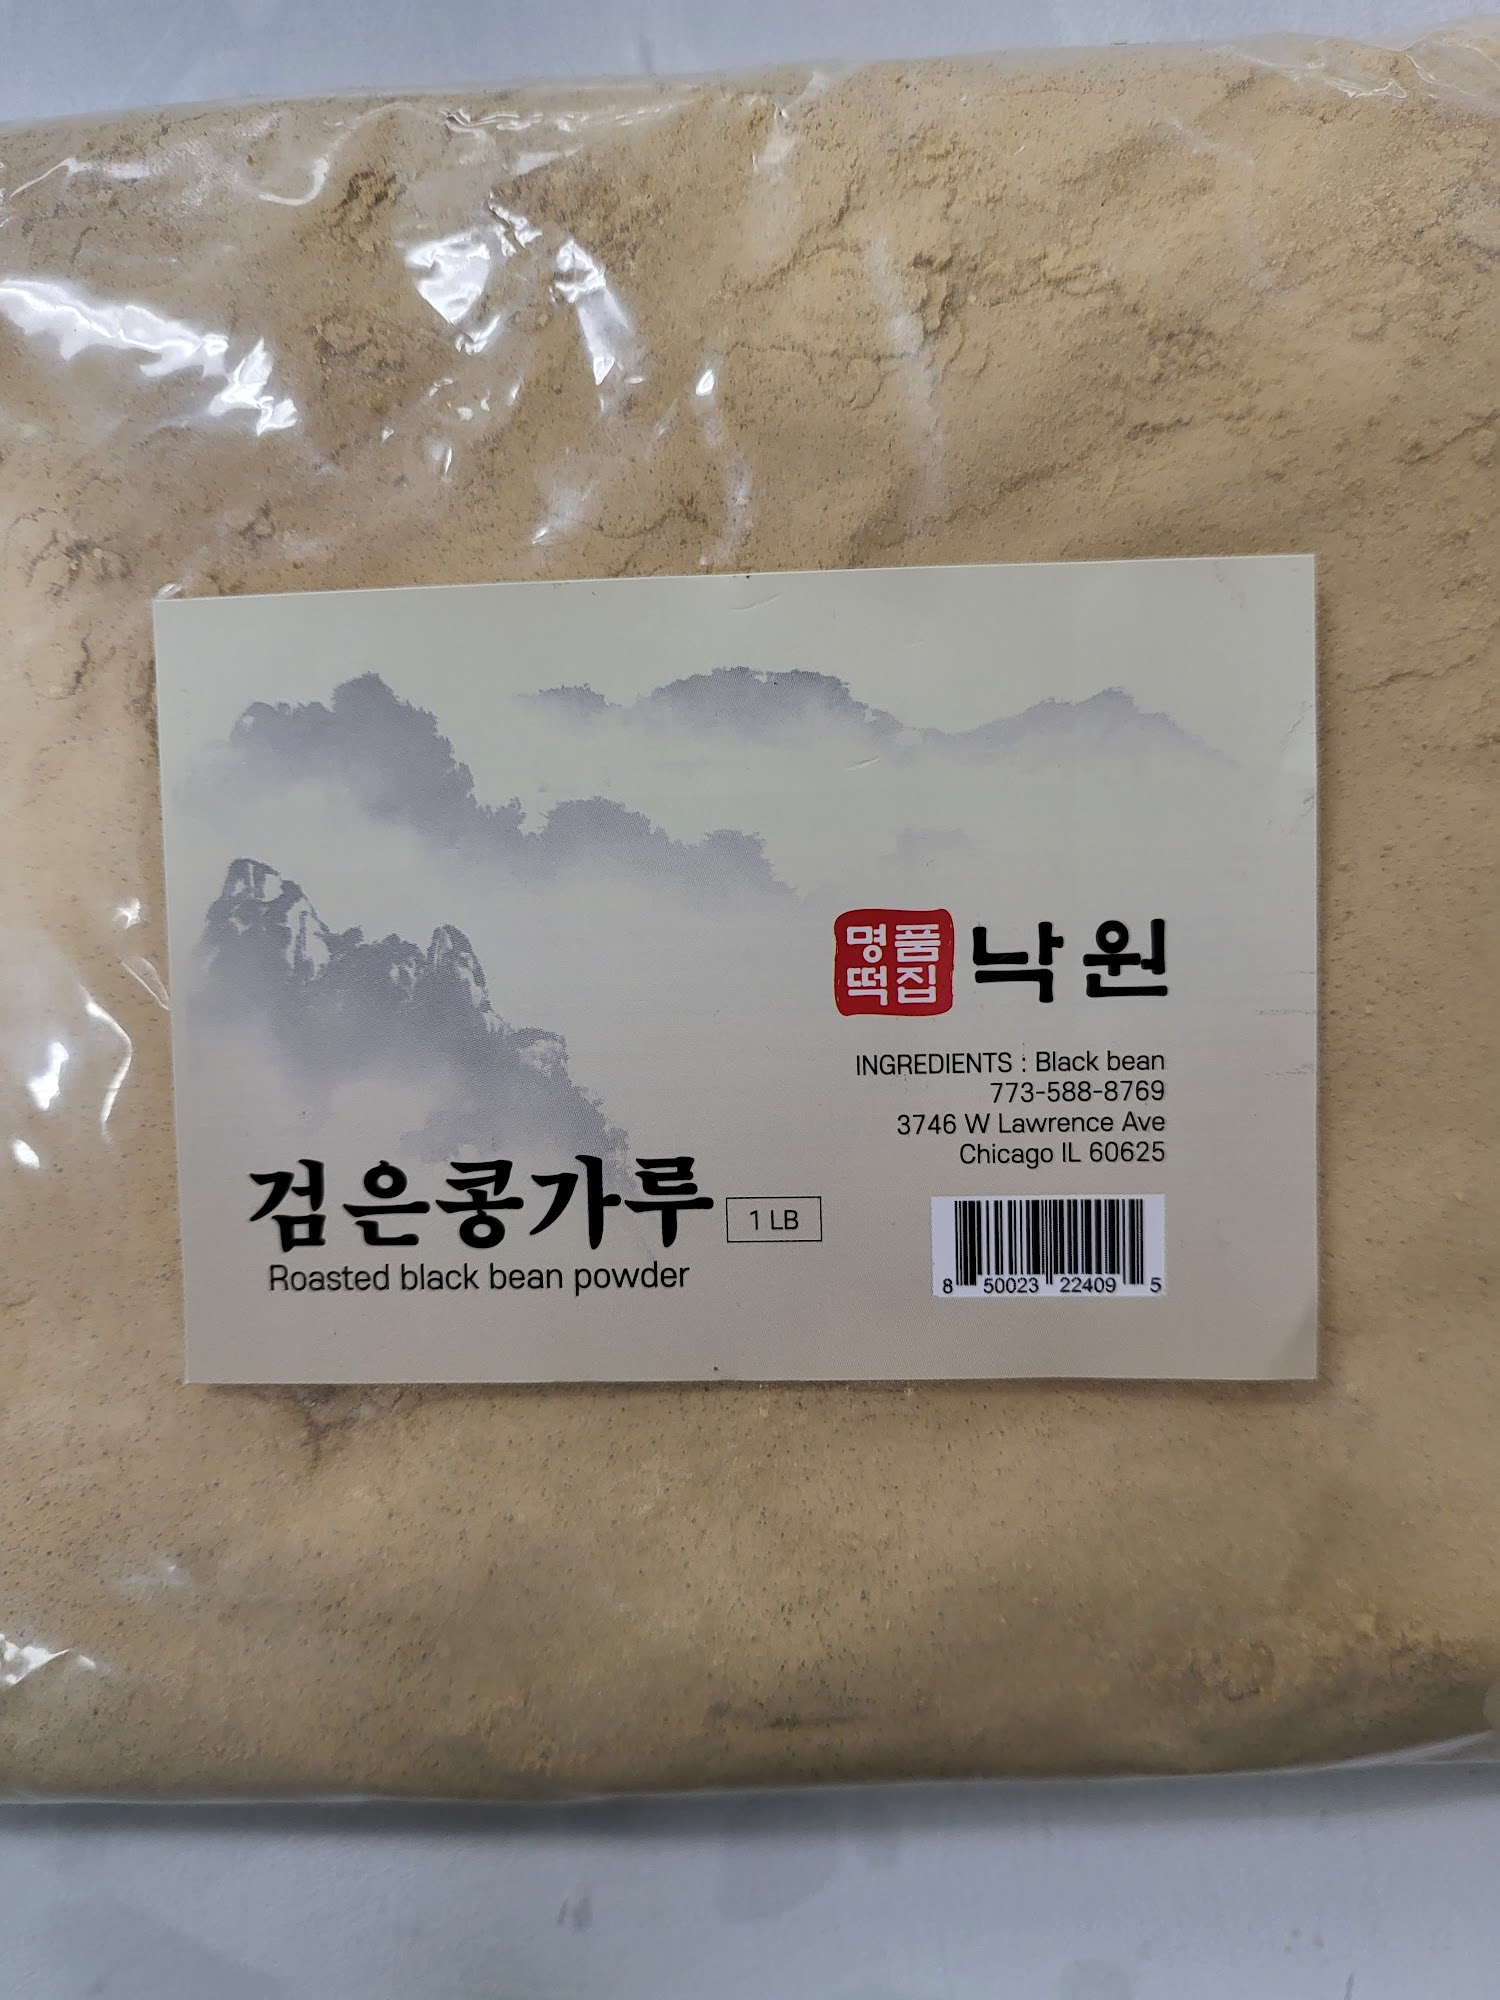 명품
떡집
낙원
INGREDIENTS : Black bean
773-588-8769
3746 W Lawrence Ave
Chicago IL 60625
검은콩가루
1 LB
Roasted black bean powder
8 50023 22409 5